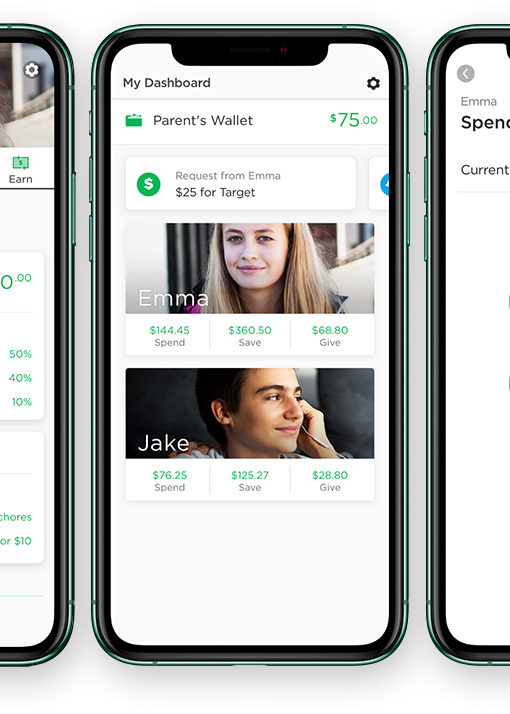 Earn
0.00
50%
40%
10%
chores
or $10
My Dashboard
Parent's Wallet
$75.00
Request from Emma
$25 for Target
Emma
$144.45 $360.50 $68.80
Spend Save Give
Jake
$76.25 $125.27 $28.80
Spend Save Give
Emma
Spen
Current